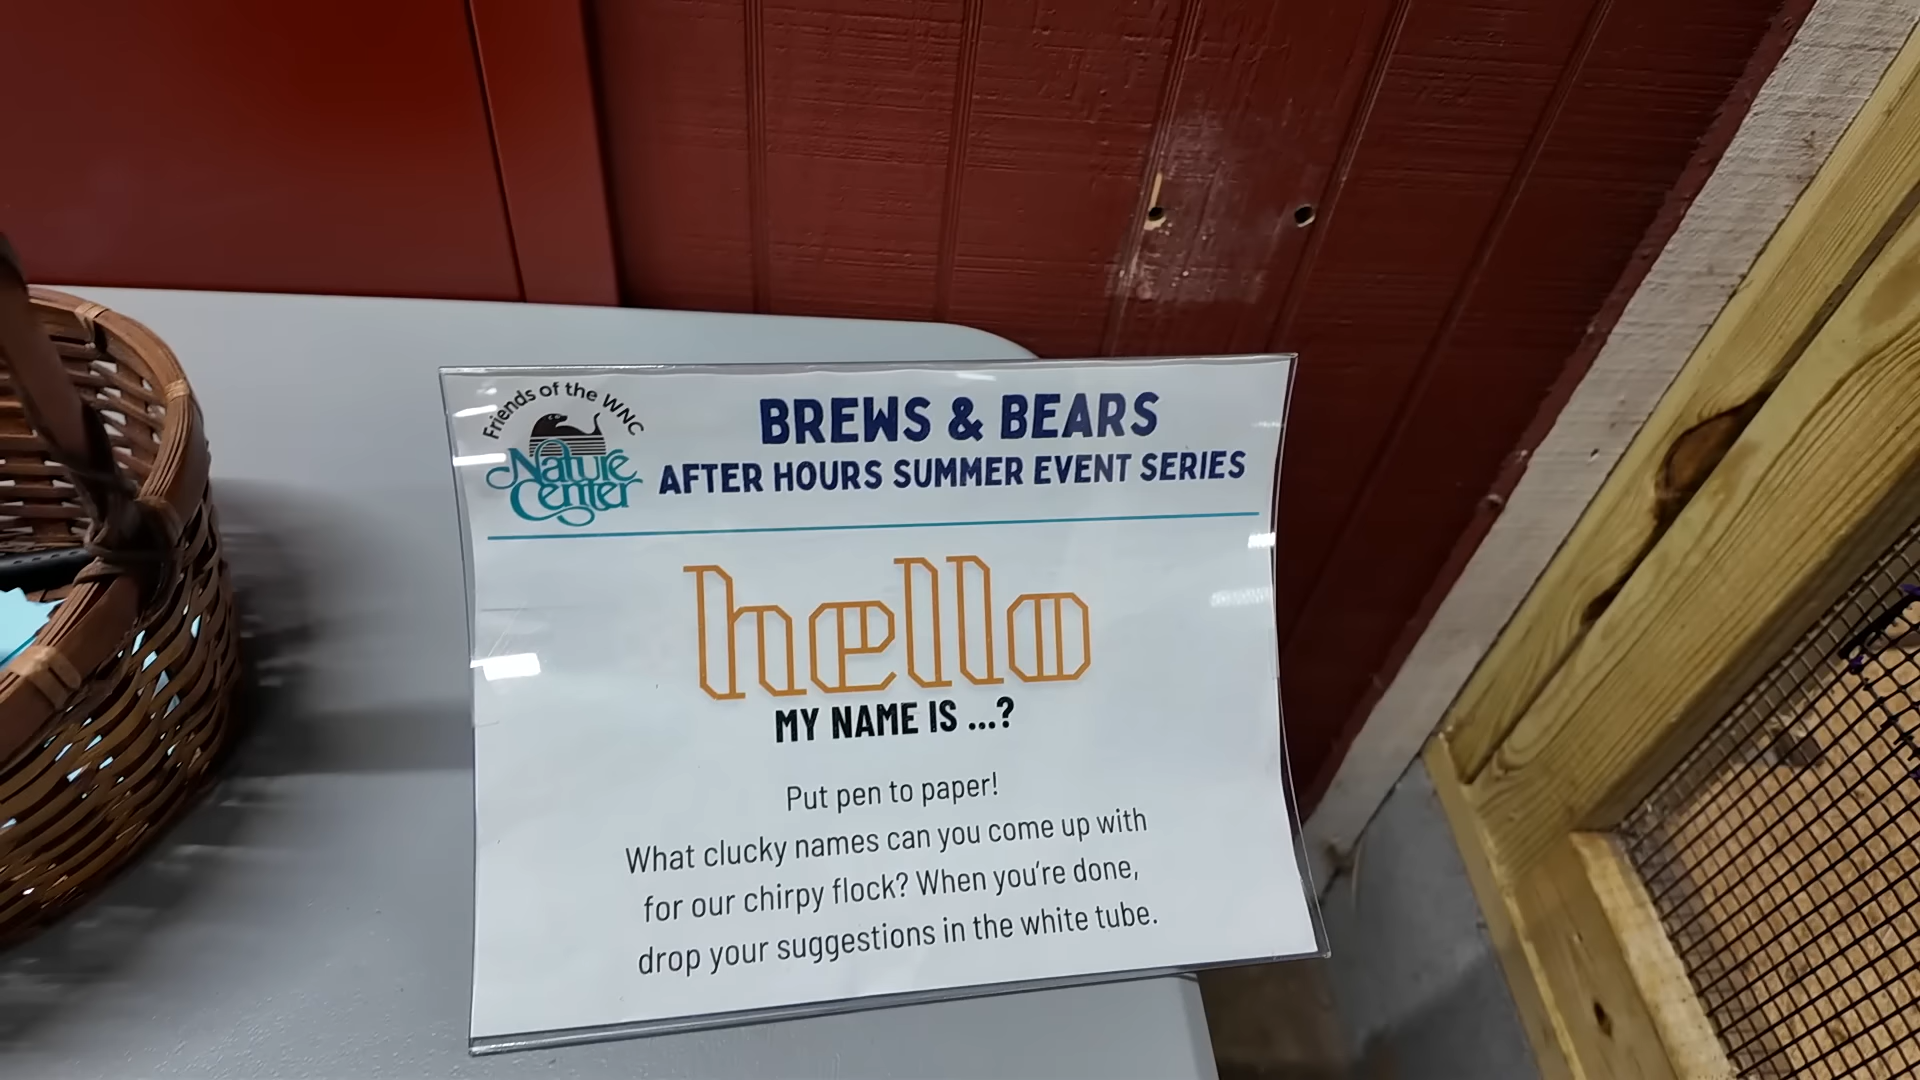 Friends of the WNC
Nature
Center
BREWS & BEARS
AFTER HOURS SUMMER EVENT SERIES
hello
MY NAME IS ...?
Put pen to paper!
What clucky names can you come up with
for our chirpy flock? When you're done,
drop your suggestions in the white tube.